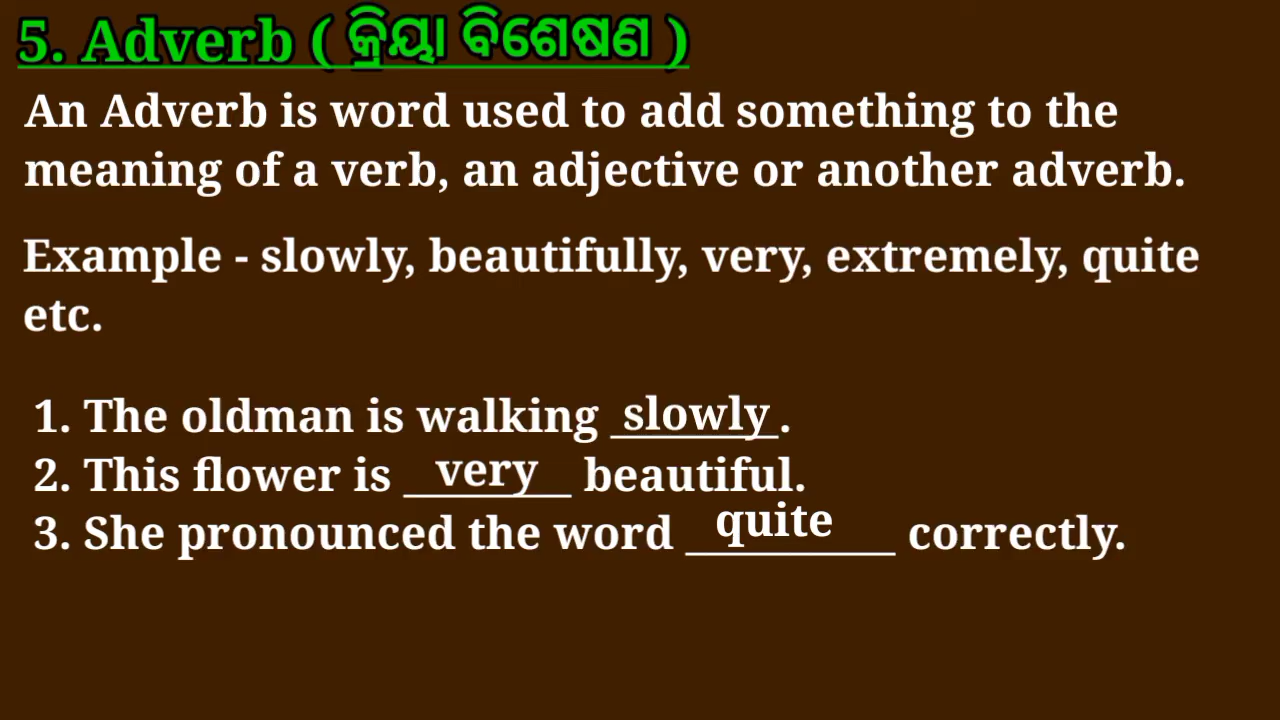 5. Adverb ( କ୍ରିୟା ବିଶେଷଣ )
An Adverb is word used to add something to the
meaning of a verb, an adjective or another adverb.
Example - slowly, beautifully, very, extremely, quite
etc.
1. The oldman is walking slowly.
2. This flower is very beautiful.
3. She pronounced the word quite correctly.